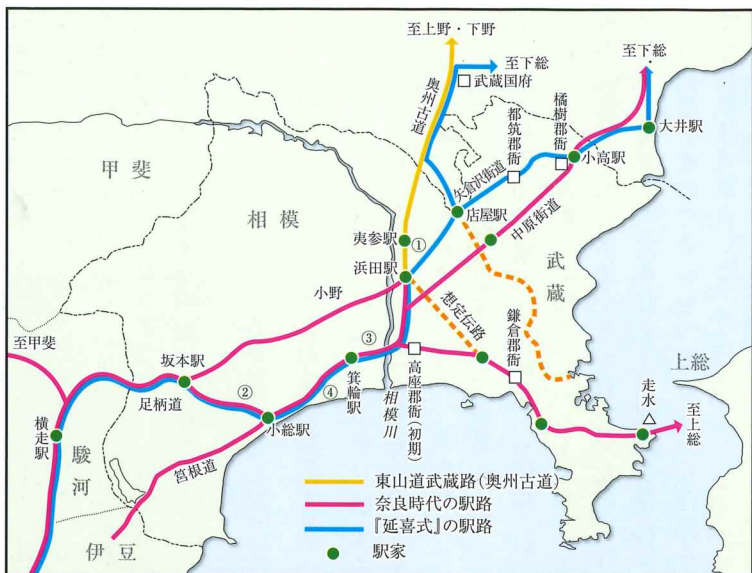 至上野・下野
至下総
武蔵国府
奥州古道
至下総
橘樹郡衙
都筑郡衙
大井駅
小高駅
矢倉沢街道
甲斐
相模
店屋駅
中原街道
夷参駅
①
武蔵
浜田駅
小野
想定伝路
鎌倉郡衙
至甲斐
坂本駅
③
上総
足柄道
②
④
箕輪駅
高座郡衙(初期)
相模川
走水
小総駅
至上総
横走駅
駿河
筥根道
伊豆
東山道武蔵路(奥州古道)
奈良時代の駅路
『延喜式』の駅路
駅家